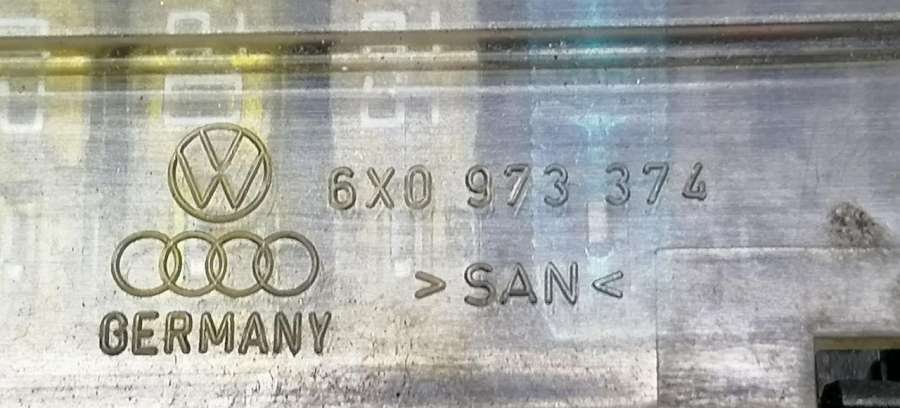 6X0 973 374
>SAN<
GERMANY